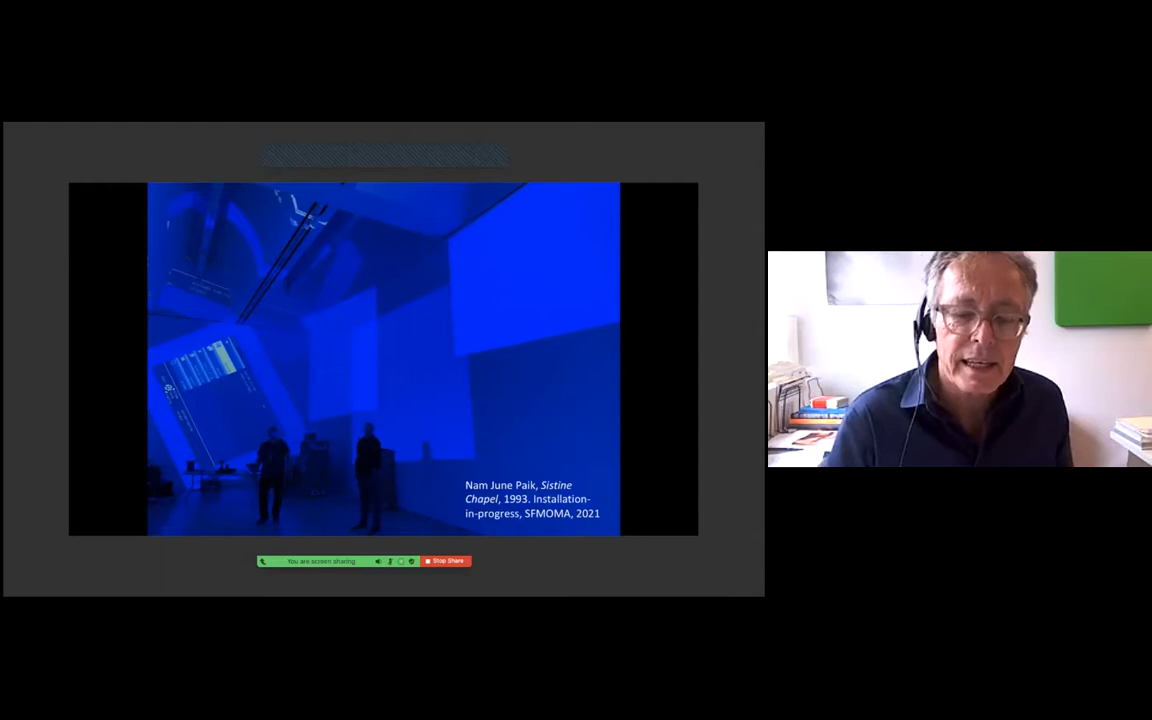 Nam June Paik, Sistine
Chapel, 1993. Installation-
in-progress, SFMOMA, 2021
You are screen sharing
Stop Share